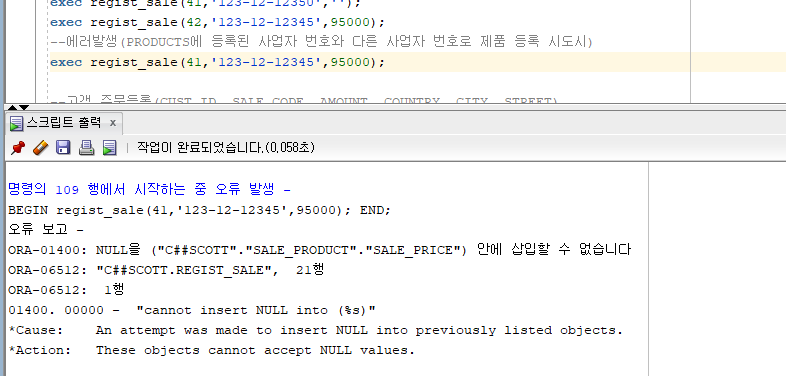 exec regist_sale(41,'123-12-12350','');
exec regist_sale(42,'123-12-12345',95000);
--에러발생(PRODUCTS에 등록된 사업자 번호와 다른 사업자 번호로 제품 등록 시도시)
exec regist_sale(41,'123-12-12345',95000);
--고객 주문등록(CUST_ID, SALE_CODE, AMOUNT, COUNTRY, CITY, STREET)
스크립트 출력 x
작업이 완료되었습니다.(0,058초)
명령의 109 행에서 시작하는 중 오류 발생 -
BEGIN regist_sale(41,'123-12-12345',95000); END;
오류 보고 -
ORA-01400: NULL을 ("C##SCOTT"."SALE_PRODUCT"."SALE_PRICE") 안에 삽입할 수 없습니다
ORA-06512: "C##SCOTT.REGIST_SALE", 21행
ORA-06512: 1행
01400. 00000 - "cannot insert NULL into (%s)"
*Cause: An attempt was made to insert NULL into previously listed objects.
*Action: These objects cannot accept NULL values.